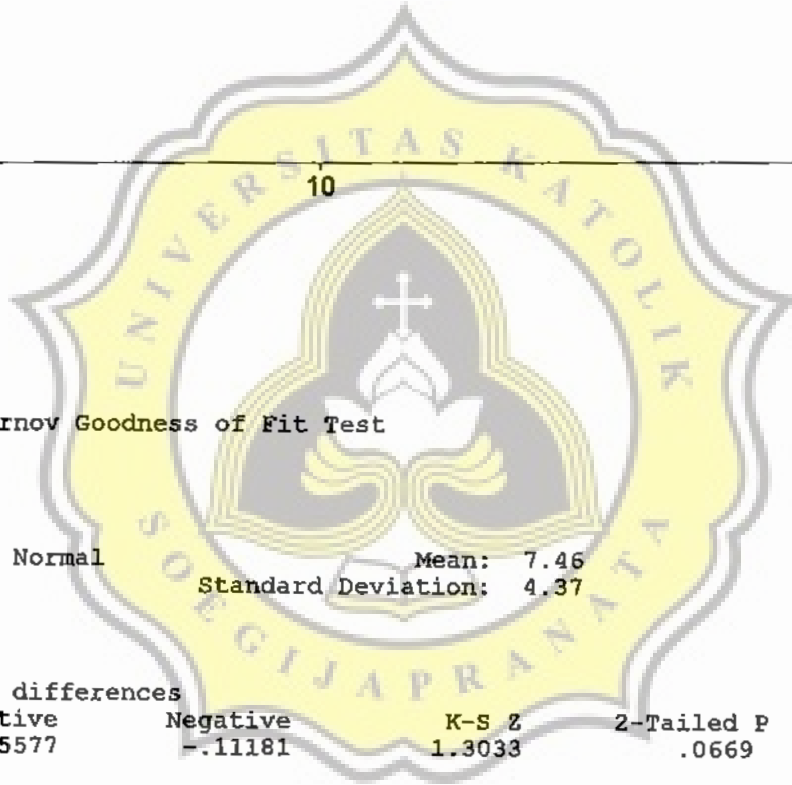 10
UNIVERSITAS KATOLIK
rnov Goodness of Fit Test
Normal Mean: 7.46
Standard Deviation: 4.37
SOEGIJAPRANATA
differences
tive Negative K-S Z 2-Tailed P
5577 -.11181 1.3033 .0669